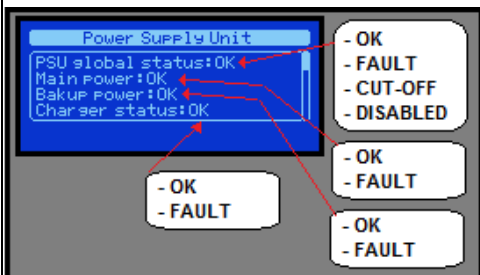 Power Supply Unit
PSU global status:OK
Main power:OK
Bakup power:OK
Charger status:OK
- OK
- FAULT
- CUT-OFF
- DISABLED
- OK
- FAULT
- OK
- FAULT
- OK
- FAULT